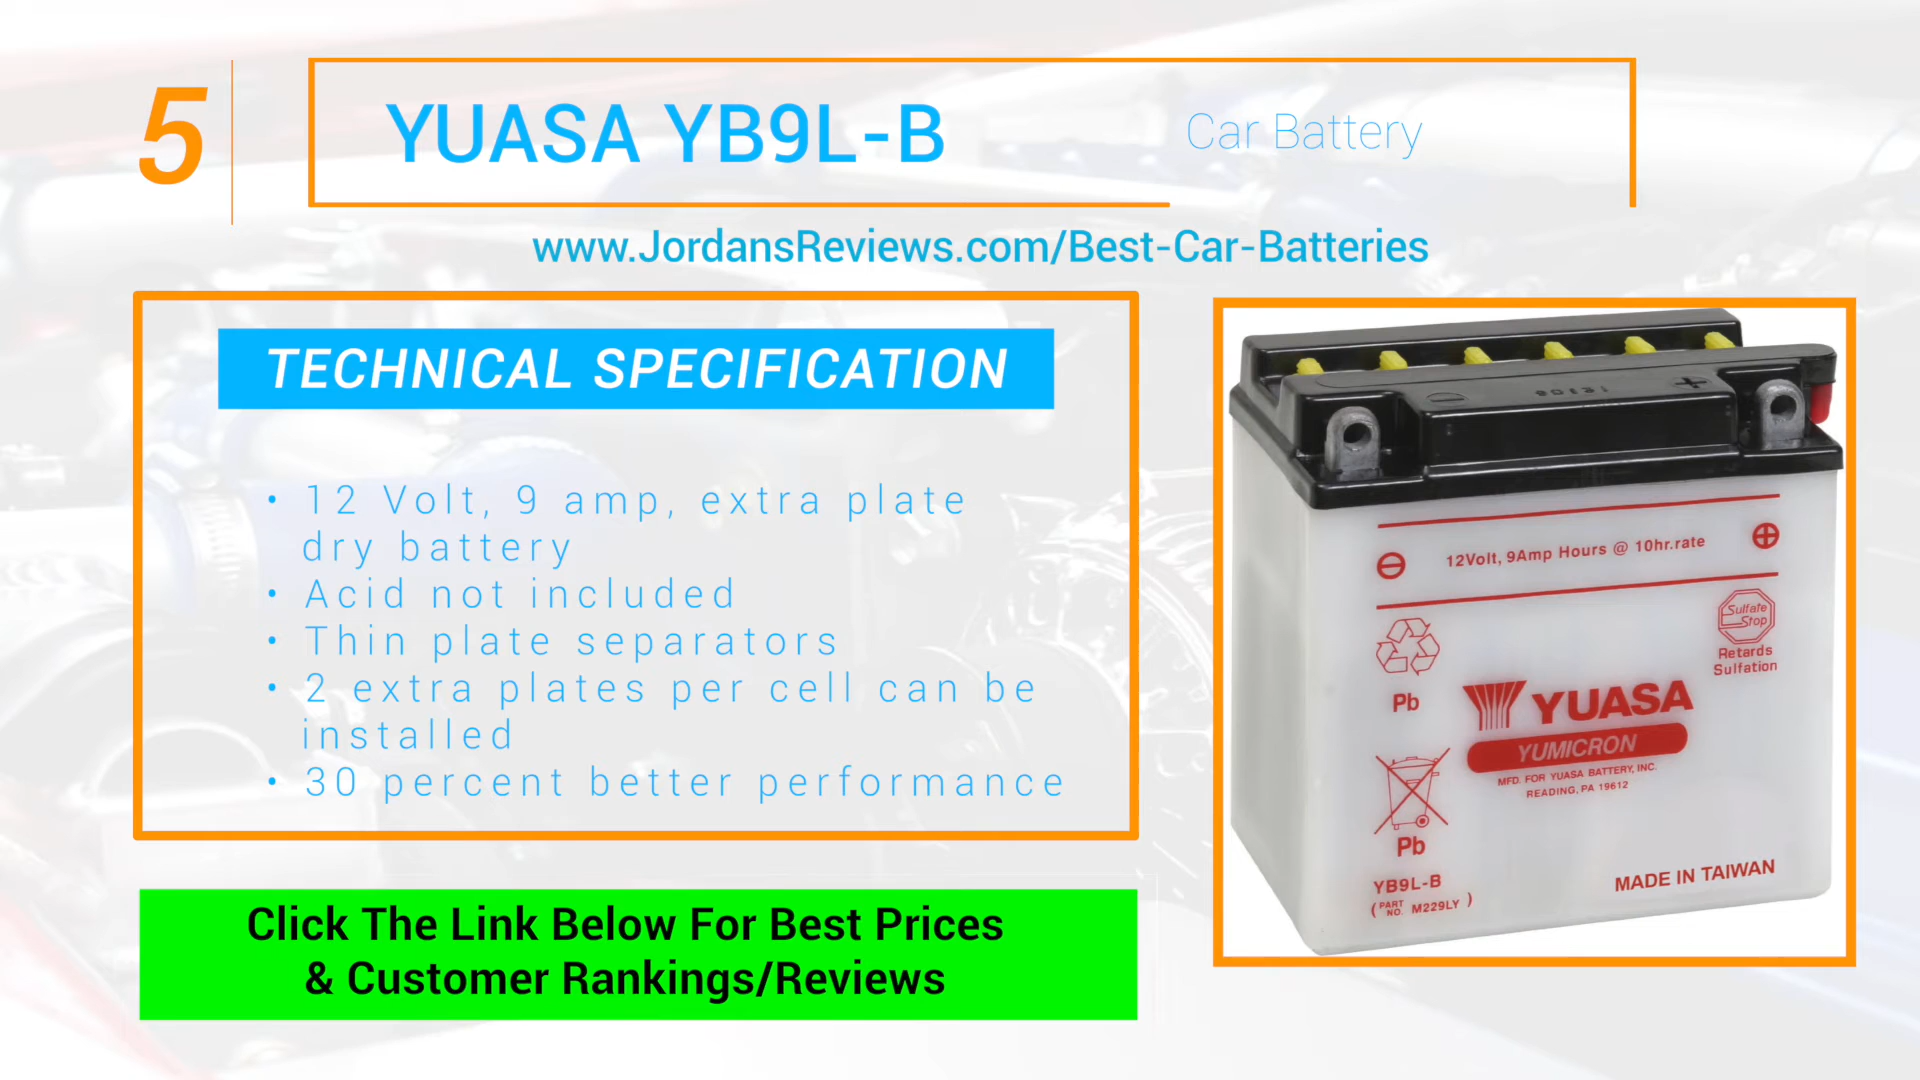 5
YUASA YB9L-B
Car Battery
www.JordansReviews.com/Best-Car-Batteries
TECHNICAL SPECIFICATION
• 12 Volt, 9 amp, extra plate
dry battery
• Acid not included
• Thin plate separators
• 2 extra plates per cell can be
installed
• 30 percent better performance
Click The Link Below For Best Prices
& Customer Rankings/Reviews
12Volt, 9Amp Hours @ 10hr.rate
Sulfate
Stop
Retards
Sulfation
Pb
YUASA
YUMICRON
MFD. FOR YUASA BATTERY, INC.
READING, PA 19612
Pb
YB9L-B
(PART NO. M229LY)
MADE IN TAIWAN